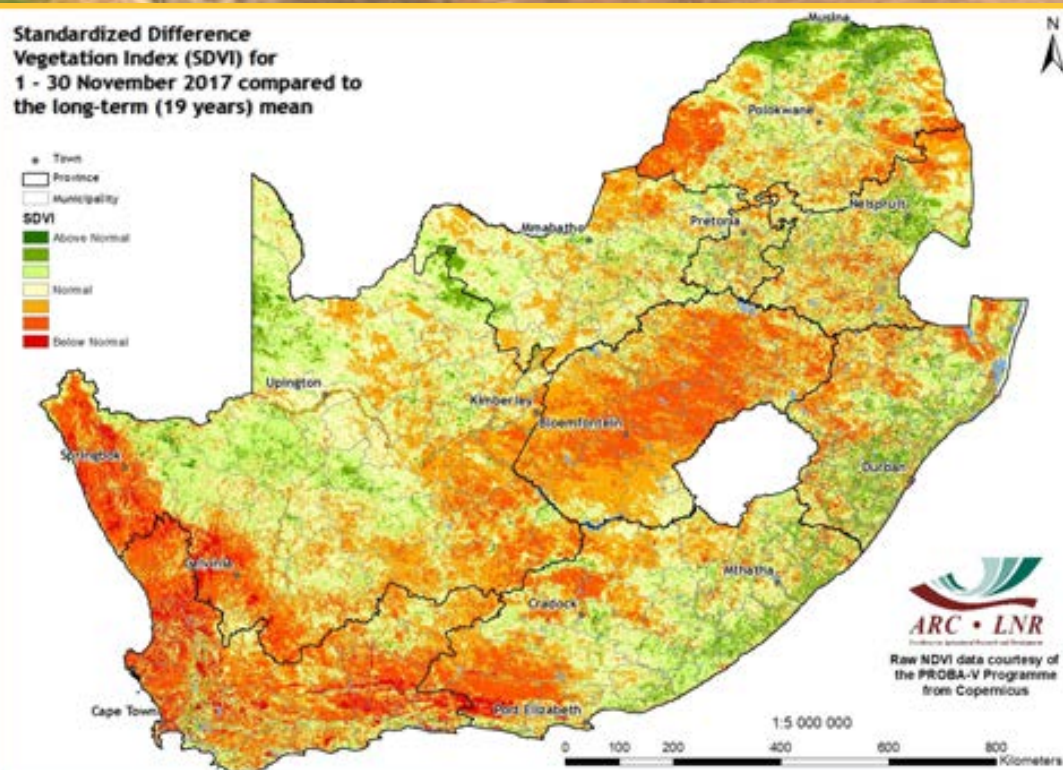 Standardized Difference
Vegetation Index (SDVI) for
1 - 30 November 2017 compared to
the long-term (19 years) mean
N
Town
Province
Municipality
SDVI
Above Normal
Normal
Below Normal
Musina
Polokwane
Nelspruit
Pretoria
Mmabatho
Upington
Kimberley
Bloemfontein
Springbok
Durban
Calvinia
Mthatha
Cradock
Cape Town
Port Elizabeth
ARC • LNR
Raw NDVI data courtesy of
the PROBA-V Programme
from Copernicus
1:5 000 000
0 100 200 400 600 800
Kilometers